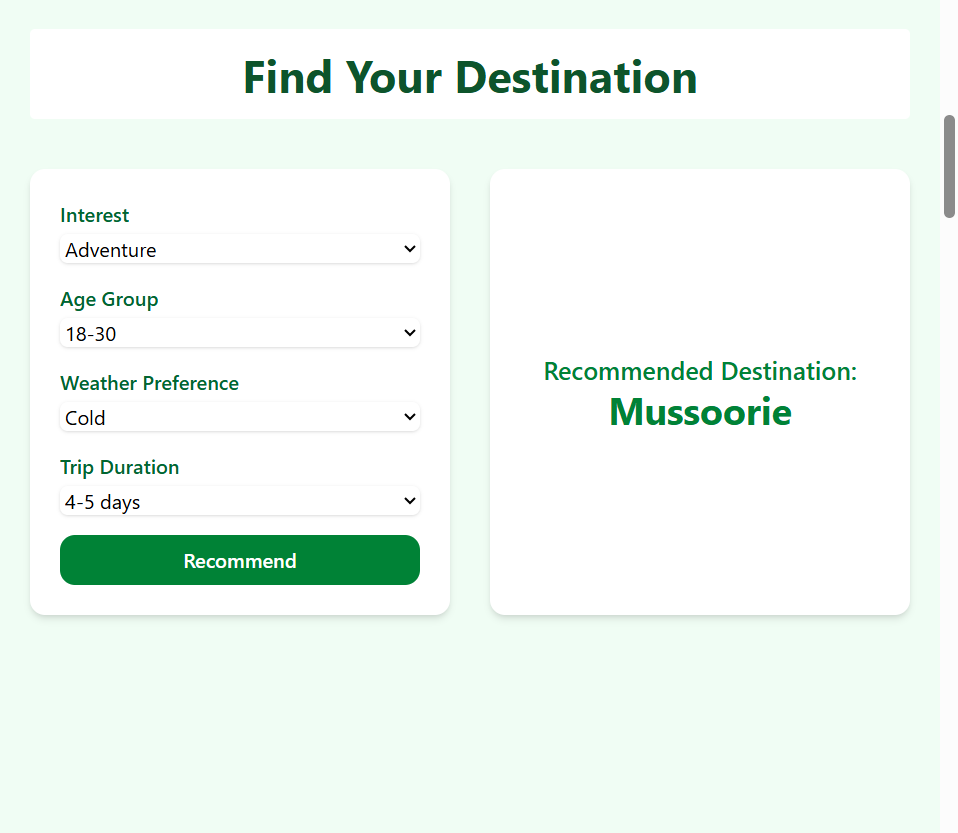 Find Your Destination
Interest
Adventure
Age Group
18-30
Weather Preference
Cold
Trip Duration
4-5 days
Recommend
Recommended Destination:
Mussoorie